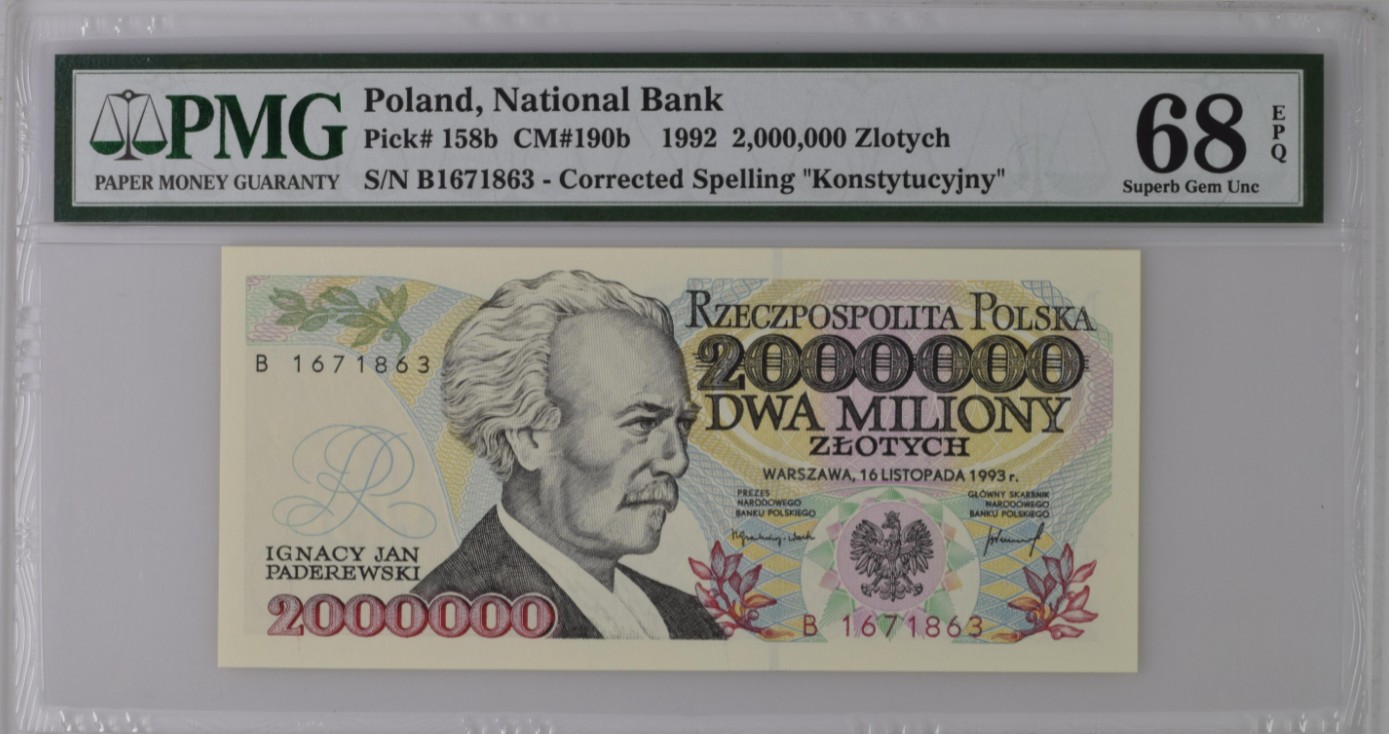 PMG
PAPER MONEY GUARANTY
Poland, National Bank
Pick# 158b CM#190b 1992 2,000,000 Zlotych
S/N B1671863 - Corrected Spelling "Konstytucyjny"
68
EPQ
Superb Gem Unc
RZECZPOSPOLITA POLSKA
2000000
DWA MILIONY
ZŁOTYCH
WARSZAWA, 16 LISTOPADA 1993 r.
B 1671863
PREZES
NARODOWEGO
BANKU POLSKIEGO
GŁÓWNY SKARBNIK
NARODOWEGO
BANKU POLSKIEGO
IGNACY JAN
PADEREWSKI
2000000
B 1671863